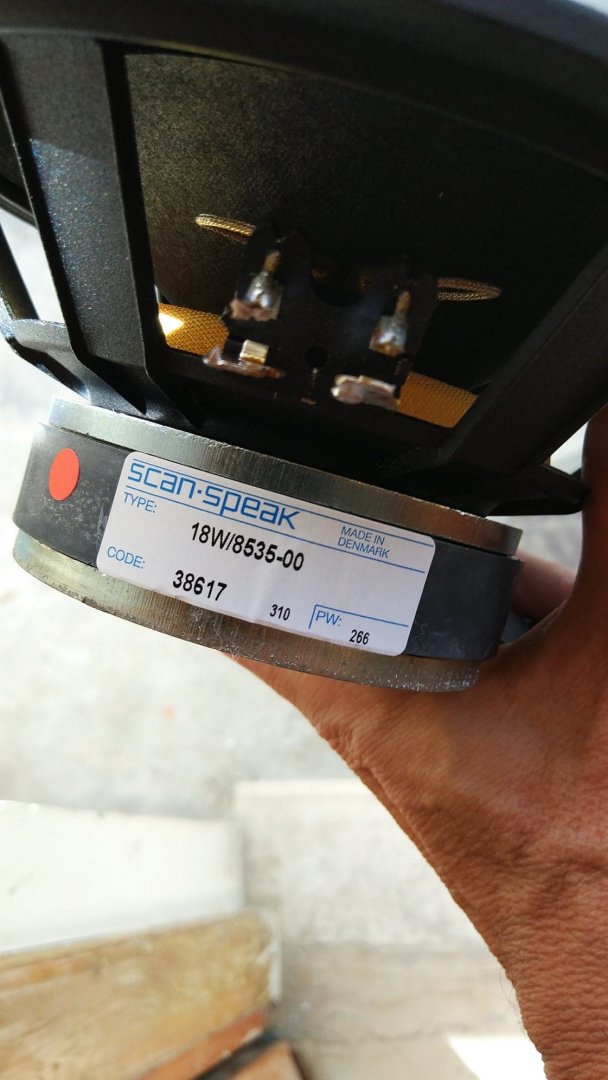 scan-speak
TYPE:
MADE IN
DENMARK
18W/8535-00
CODE:
38617
310
PW:
266